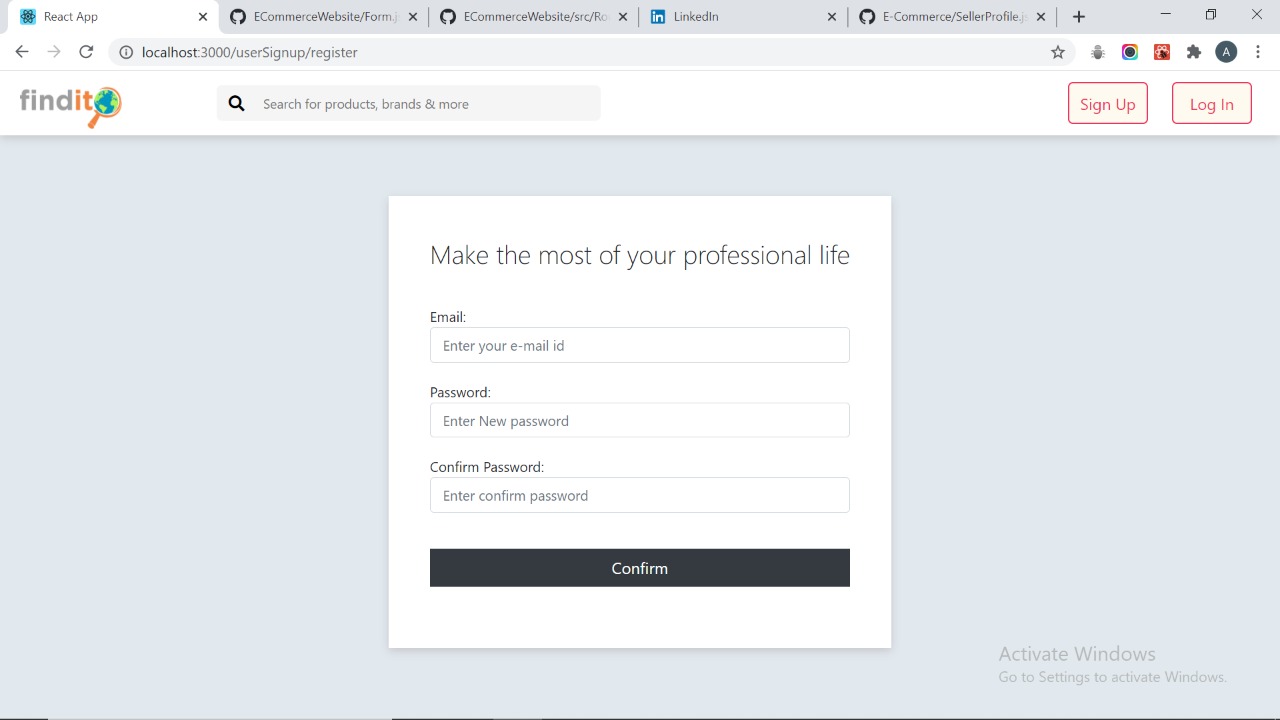 React App
ECommerceWebsite/Form.j
ECommerceWebsite/src/Ro
LinkedIn
E-Commerce/SellerProfile.js
localhost:3000/userSignup/register
A
findit
Search for products, brands & more
Sign Up
Log In
Make the most of your professional life
Email:
Enter your e-mail id
Password:
Enter New password
Confirm Password:
Enter confirm password
Confirm
Activate Windows
Go to Settings to activate Windows.